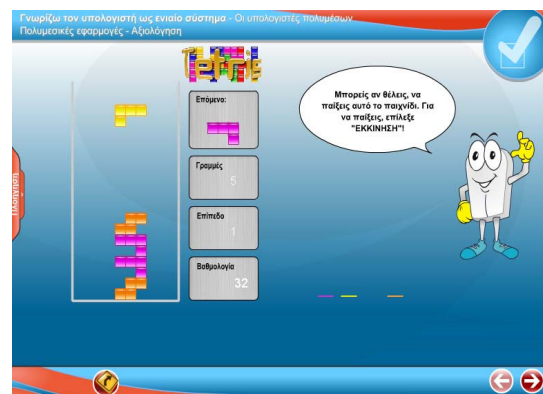 Γνωρίζω τον υπολογιστή ως ενιαίο σύστημα - Οι υπολογιστές πολυμέσων
Πολυμεσικές εφαρμογές - Αξιολόγηση
Tetris
Επόμενο:
Γραμμές
5
Επίπεδο
1
Βαθμολογία
32
Μπορείς αν θέλεις, να
παίξεις αυτό το παιχνίδι. Για
να παίξεις, επίλεξε
"ΕΚΚΙΝΗΣΗ"!
Πλοήγηση